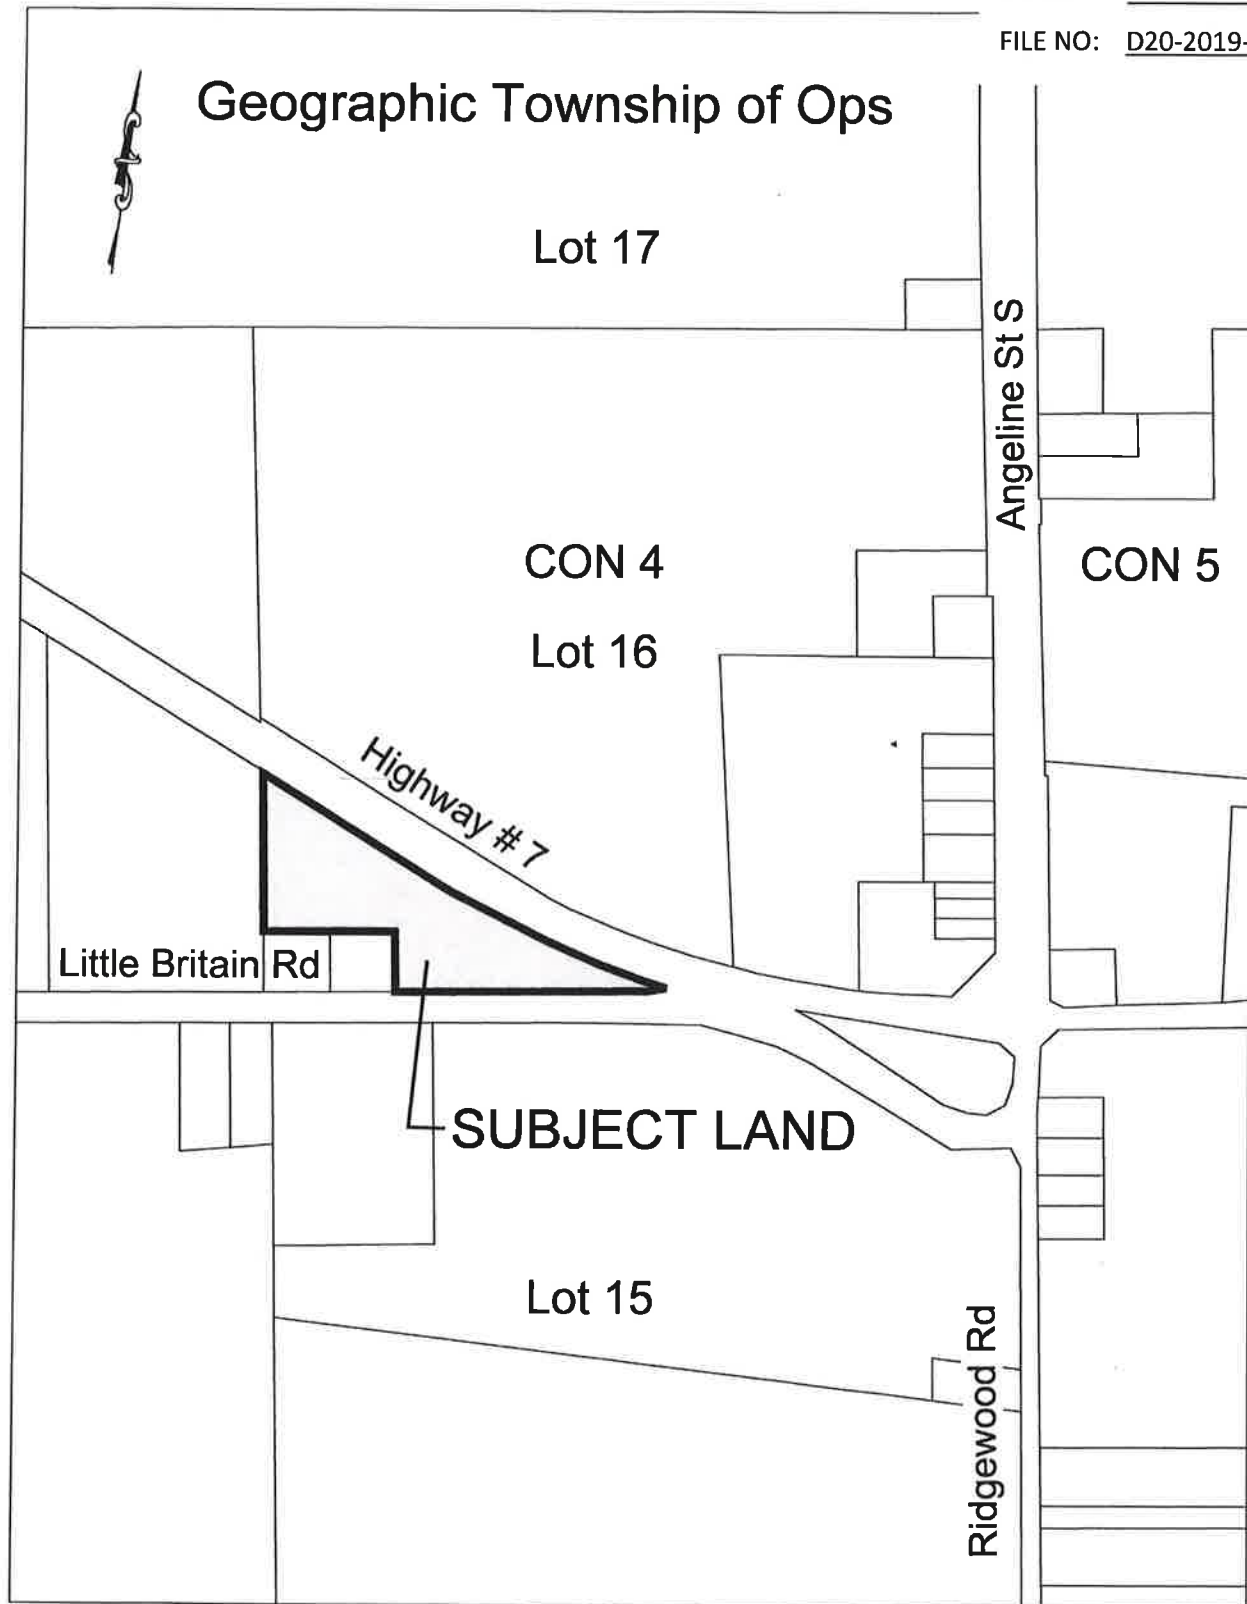 FILE NO: D20-2019-
Geographic Township of Ops
Lot 17
Angeline St S
CON 4
CON 5
Lot 16
Highway # 7
Little Britain Rd
SUBJECT LAND
Lot 15
Ridgewood Rd